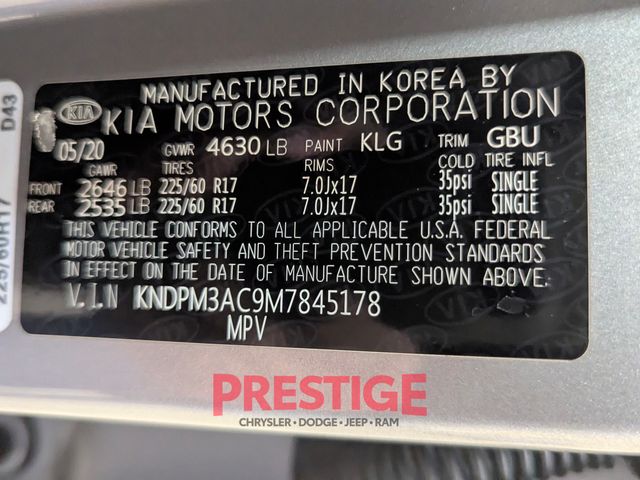 MANUFACTURED IN KOREA BY
KIA KIA MOTORS CORPORATION
05/20 GVWR 4630 LB PAINT KLG TRIM GBU
GAWR TIRES RIMS COLD TIRE INFL
FRONT 2646 LB 225/60 R17 7.0Jx17 35psi SINGLE
REAR 2535 LB 225/60 R17 7.0Jx17 35psi SINGLE
THIS VEHICLE CONFORMS TO ALL APPLICABLE U.S.A. FEDERAL
MOTOR VEHICLE SAFETY AND THEFT PREVENTION STANDARDS
IN EFFECT ON THE DATE OF MANUFACTURE SHOWN ABOVE.
V.I.N KNDPM3AC9M7845178
MPV
D43
225/60R17
PRESTIGE
CHRYSLER • DODGE • JEEP • RAM